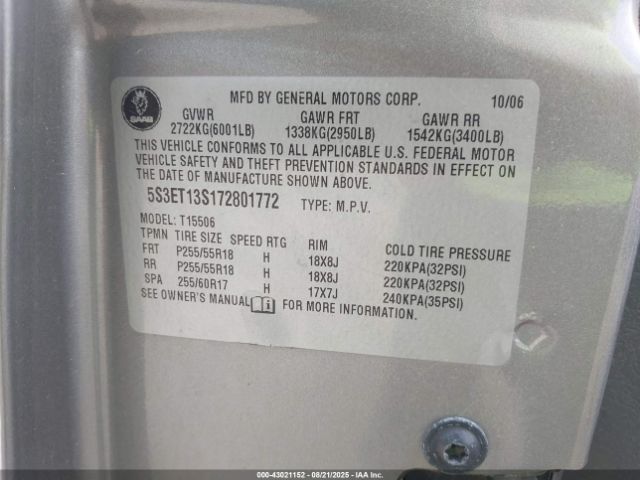 SAAB
MFD BY GENERAL MOTORS CORP. 10/06
GVWR GAWR FRT GAWR RR
2722KG(6001LB) 1338KG(2950LB) 1542KG(3400LB)
THIS VEHICLE CONFORMS TO ALL APPLICABLE U.S. FEDERAL MOTOR
VEHICLE SAFETY AND THEFT PREVENTION STANDARDS IN EFFECT ON
THE DATE OF MANUFACTURE SHOWN ABOVE.
5S3ET13S172801772 TYPE: M.P.V.
MODEL: T15506
TPMN TIRE SIZE SPEED RTG RIM COLD TIRE PRESSURE
FRT P255/55R18 H 18X8J 220KPA(32PSI)
RR P255/55R18 H 18X8J 220KPA(32PSI)
SPA 255/60R17 H 17X7J 240KPA(35PSI)
SEE OWNER'S MANUAL FOR MORE INFORMATION.
000-43021152 - 08/21/2025 - IAAI.com